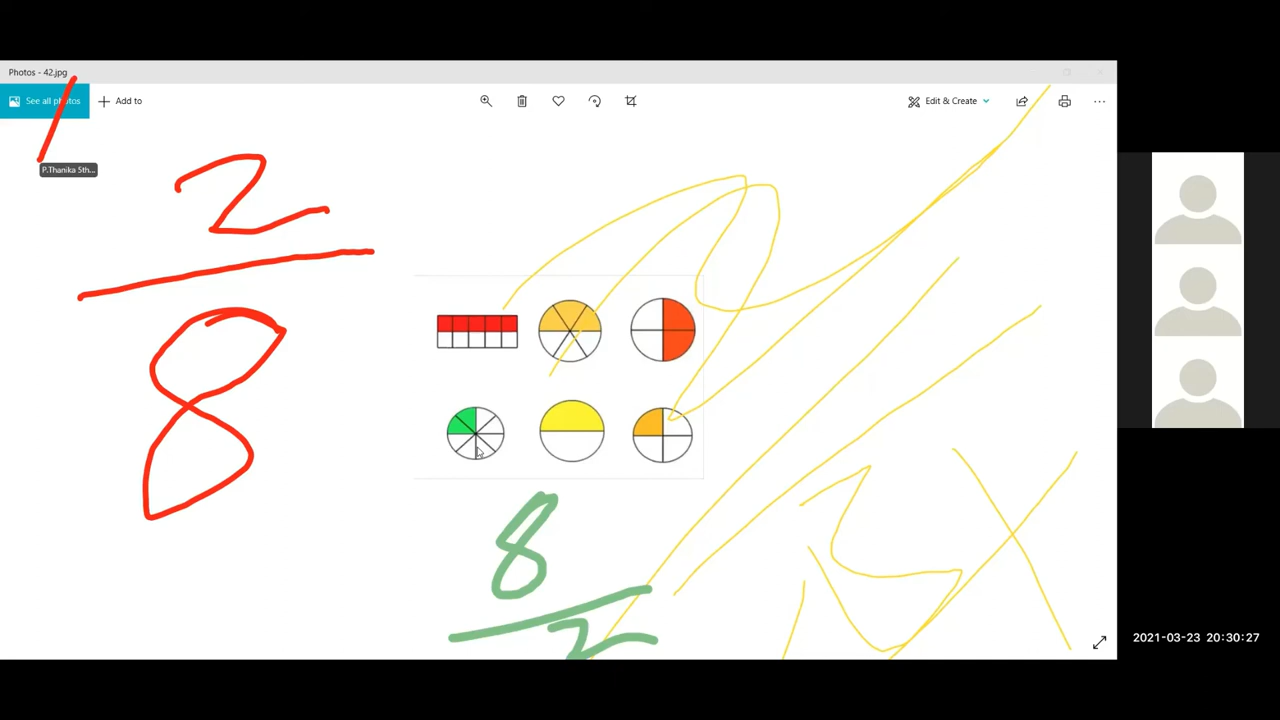 Photos - 42.jpg
See all photos
Add to
Edit & Create
P.Thanika 5th...
2
8
8
2
2021-03-23 20:30:27